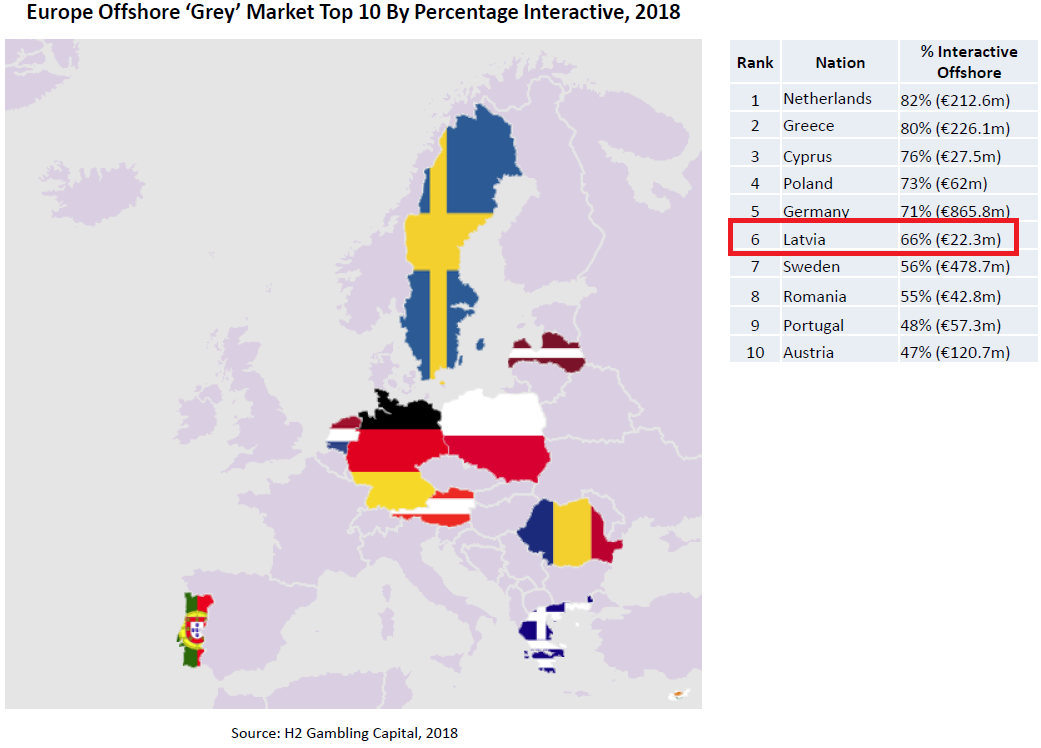 Europe Offshore ‘Grey’ Market Top 10 By Percentage Interactive, 2018
Rank Nation % Interactive Offshore
1 Netherlands 82% (€212.6m)
2 Greece 80% (€226.1m)
3 Cyprus 76% (€27.5m)
4 Poland 73% (€62m)
5 Germany 71% (€865.8m)
6 Latvia 66% (€22.3m)
7 Sweden 56% (€478.7m)
8 Romania 55% (€42.8m)
9 Portugal 48% (€57.3m)
10 Austria 47% (€120.7m)
Source: H2 Gambling Capital, 2018